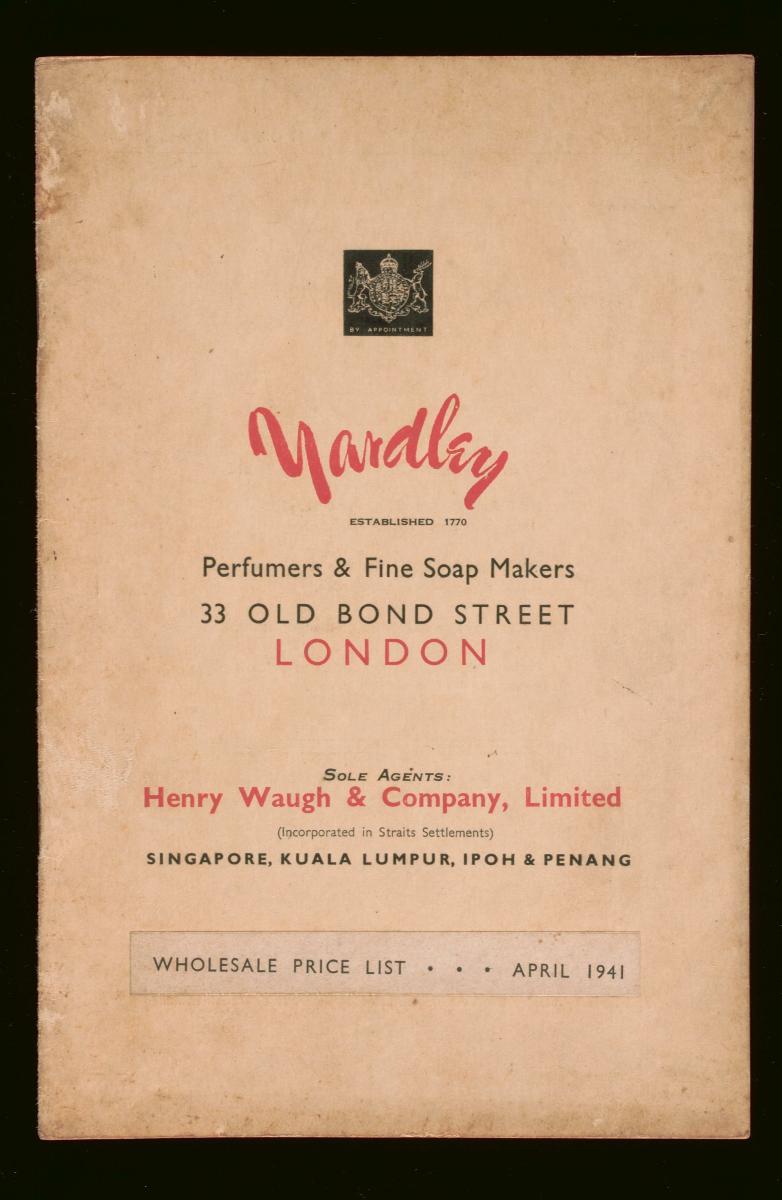 BY APPOINTMENT
Yardley
ESTABLISHED 1770
Perfumers & Fine Soap Makers
33 OLD BOND STREET
LONDON
SOLE AGENTS:
Henry Waugh & Company, Limited
(Incorporated in Straits Settlements)
SINGAPORE, KUALA LUMPUR, IPOH & PENANG
WHOLESALE PRICE LIST • • • APRIL 1941